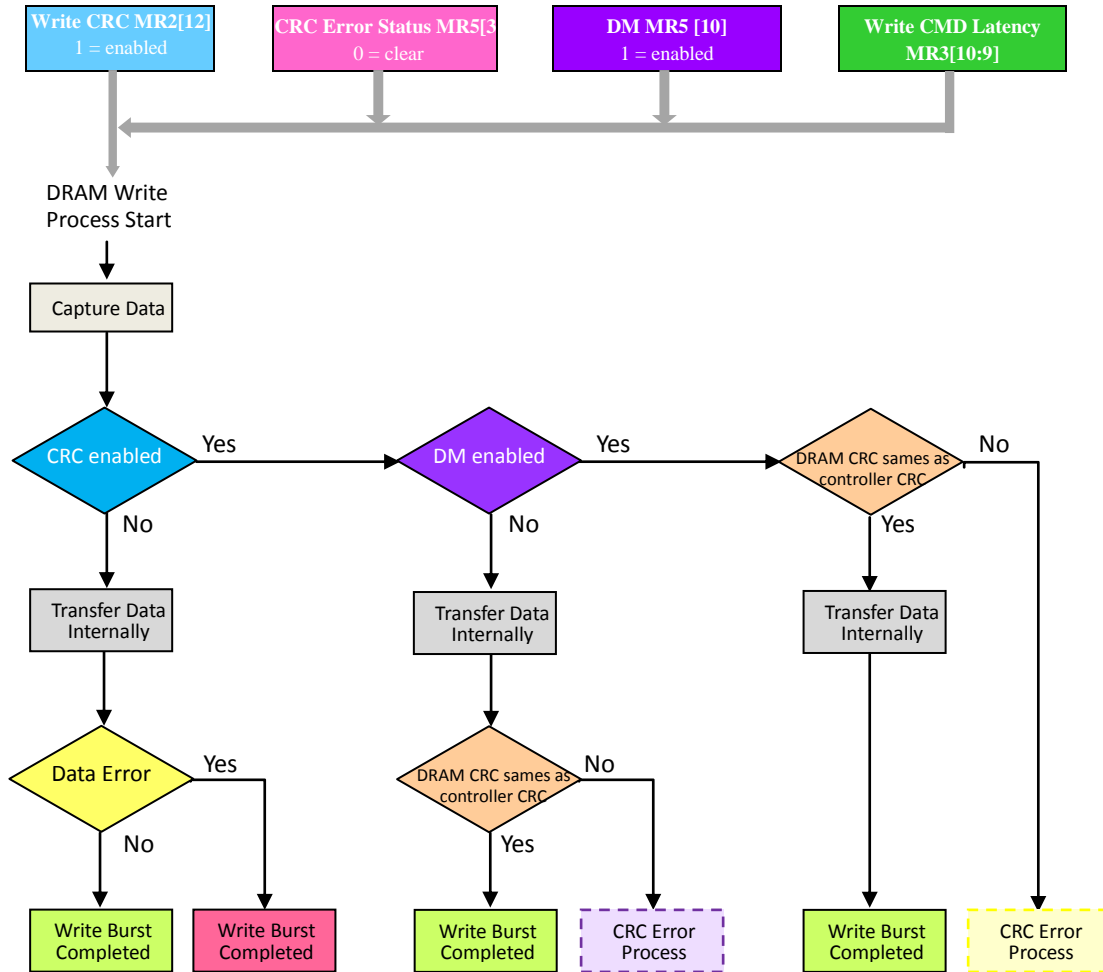 Write CRC MR2[12]
1 = enabled
CRC Error Status MR5[3
0 = clear
DM MR5 [10]
1 = enabled
Write CMD Latency
MR3[10:9]
DRAM Write
Process Start
Capture Data
CRC enabled
Yes
DM enabled
Yes
DRAM CRC sames as
controller CRC
No
No
No
Yes
Transfer Data
Internally
Transfer Data
Internally
Transfer Data
Internally
Data Error
Yes
DRAM CRC sames as
controller CRC
No
No
Yes
Write Burst
Completed
Write Burst
Completed
Write Burst
Completed
CRC Error
Process
Write Burst
Completed
CRC Error
Process